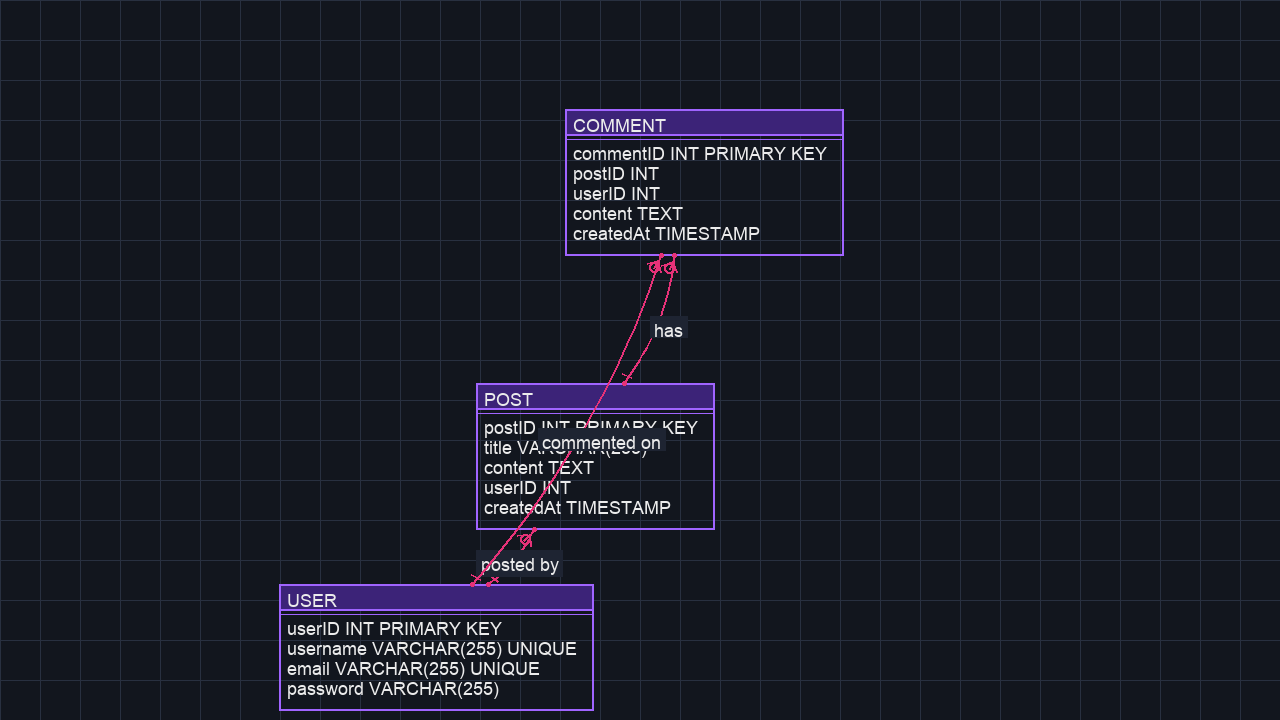 COMMENT
commentID INT PRIMARY KEY
postID INT
userID INT
content TEXT
createdAt TIMESTAMP
has
POST
postID INT PRIMARY KEY
commented on
title VARCHAR(255)
content TEXT
userID INT
createdAt TIMESTAMP
posted by
USER
userID INT PRIMARY KEY
username VARCHAR(255) UNIQUE
email VARCHAR(255) UNIQUE
password VARCHAR(255)